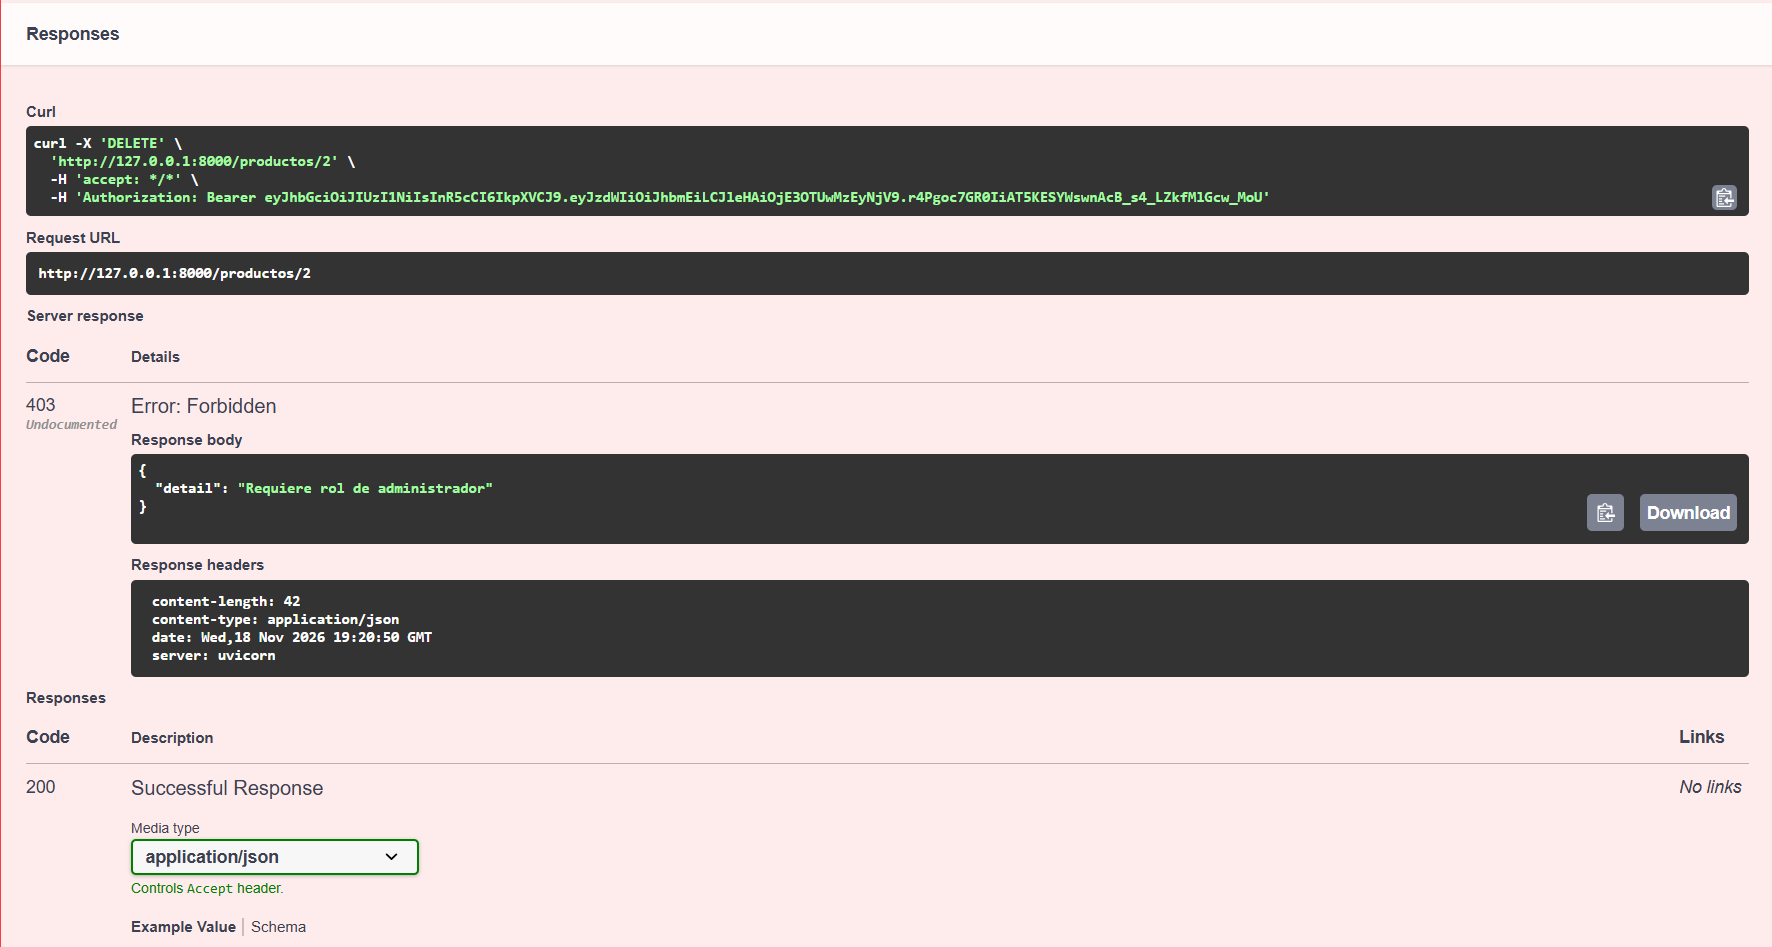 Responses
Curl
curl -X 'DELETE' \
'http://127.0.0.1:8000/productos/2' \
-H 'accept: */*' \
-H 'Authorization: Bearer eyJhbGciOiJIUzI1NiIsInR5cCI6IkpXVCJ9.eyJzdWIiOiJhbmEiLCJleHAiOjE3OTUwMzEyNjV9.r4Pgoc7GR0IiAT5KESYWswnAcB_s4_LZkfMlGcw_MoU'
Request URL
http://127.0.0.1:8000/productos/2
Server response
Code Details
403 Error: Forbidden
Undocumented
Response body
{
"detail": "Requiere rol de administrador"
}
Download
Response headers
content-length: 42
content-type: application/json
date: Wed,18 Nov 2026 19:20:50 GMT
server: uvicorn
Responses
Code Description Links
200 Successful Response No links
Media type
application/json
Controls Accept header.
Example Value Schema